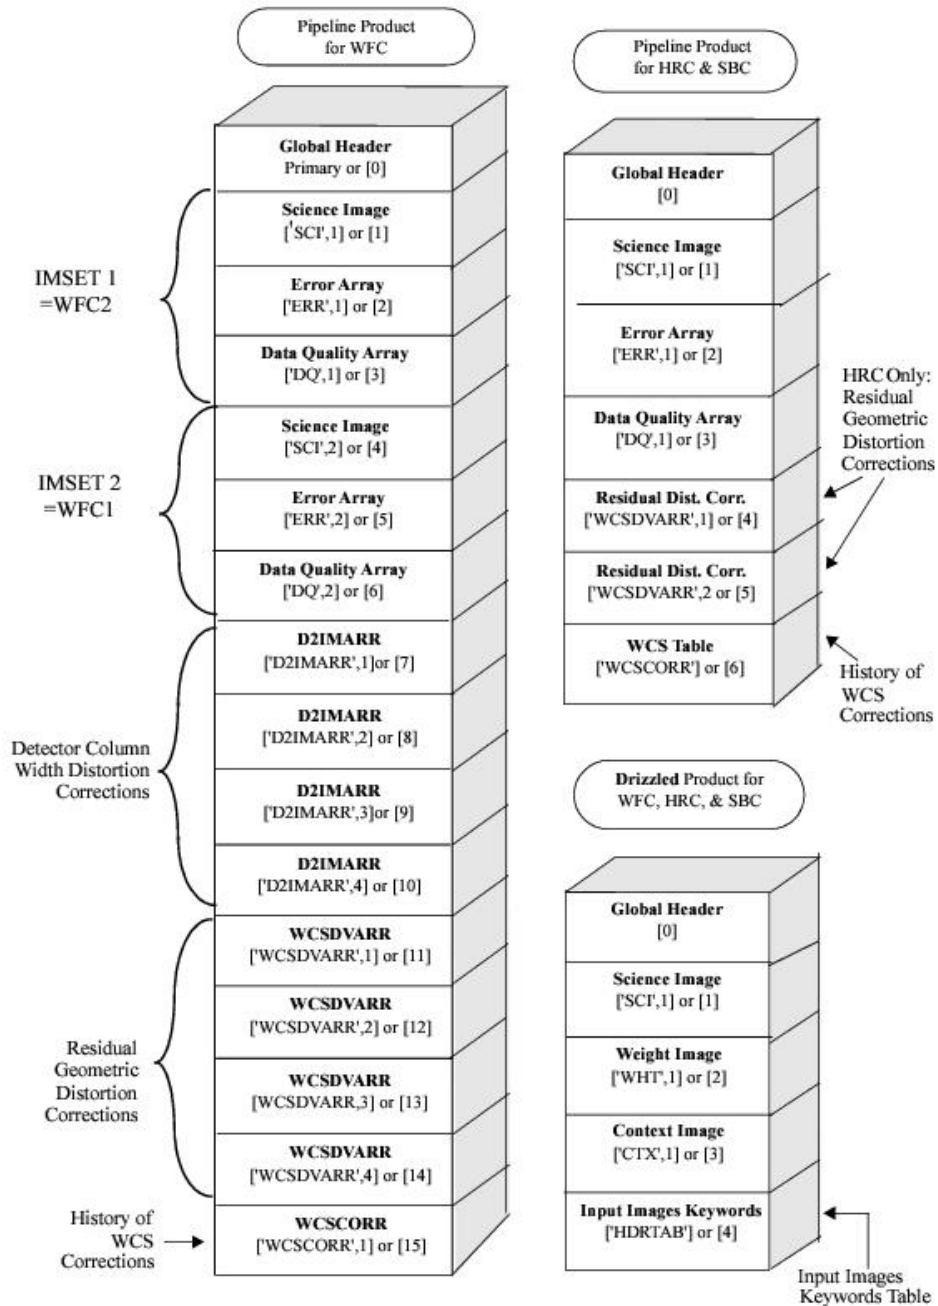 Pipeline Product
for WFC
Global Header
Primary or [0]
Science Image
['SCI',1] or [1]
Error Array
['ERR',1] or [2]
Data Quality Array
['DQ',1] or [3]
Science Image
['SCI',2] or [4]
Error Array
['ERR',2] or [5]
Data Quality Array
['DQ',2] or [6]
D2IMARR
['D2IMARR',1]or [7]
D2IMARR
['D2IMARR',2] or [8]
D2IMARR
['D2IMARR',3]or [9]
D2IMARR
['D2IMARR',4] or [10]
WCSDVARR
['WCSDVARR',1] or [11]
WCSDVARR
['WCSDVARR',2] or [12]
WCSDVARR
[WCSDVARR,3] or [13]
WCSDVARR
['WCSDVARR',4] or [14]
WCSCORR
['WCSCORR',1] or [15]
IMSET 1
=WFC2
IMSET 2
=WFC1
Detector Column
Width Distortion
Corrections
Residual
Geometric
Distortion
Corrections
History of
WCS
Corrections
Pipeline Product
for HRC & SBC
Global Header
[0]
Science Image
['SCI',1] or [1]
Error Array
['ERR',1] or [2]
Data Quality Array
['DQ',1] or [3]
Residual Dist. Corr.
['WCSDVARR',1] or [4]
Residual Dist. Corr.
['WCSDVARR',2 or [5]
WCS Table
['WCSCORR'] or [6]
HRC Only:
Residual
Geometric
Distortion
Corrections
History of
WCS
Corrections
Drizzled Product for
WFC, HRC, & SBC
Global Header
[0]
Science Image
['SCI',1] or [1]
Weight Image
['WHT',1] or [2]
Context Image
['CTX',1] or [3]
Input Images Keywords
['HDRTAB'] or [4]
Input Images
Keywords Table